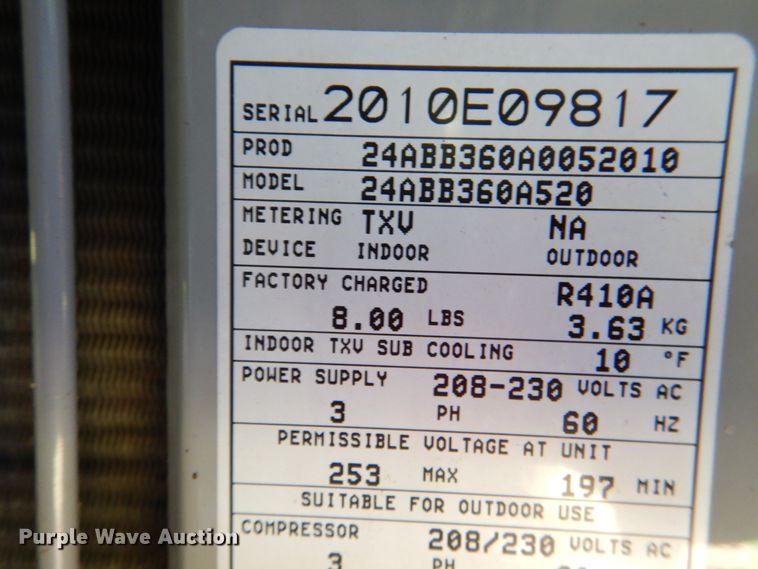 SERIAL 2010E09817
PROD 24ABB360A0052010
MODEL 24ABB360A520
METERING TXV NA
DEVICE INDOOR OUTDOOR
FACTORY CHARGED R410A
8.00 LBS 3.63 KG
INDOOR TXV SUB COOLING 10 °F
POWER SUPPLY 208-230 VOLTS AC
3 PH 60 HZ
PERMISSIBLE VOLTAGE AT UNIT
253 MAX 197 MIN
SUITABLE FOR OUTDOOR USE
COMPRESSOR 208/230 VOLTS AC
3 PH
Purple Wave Auction